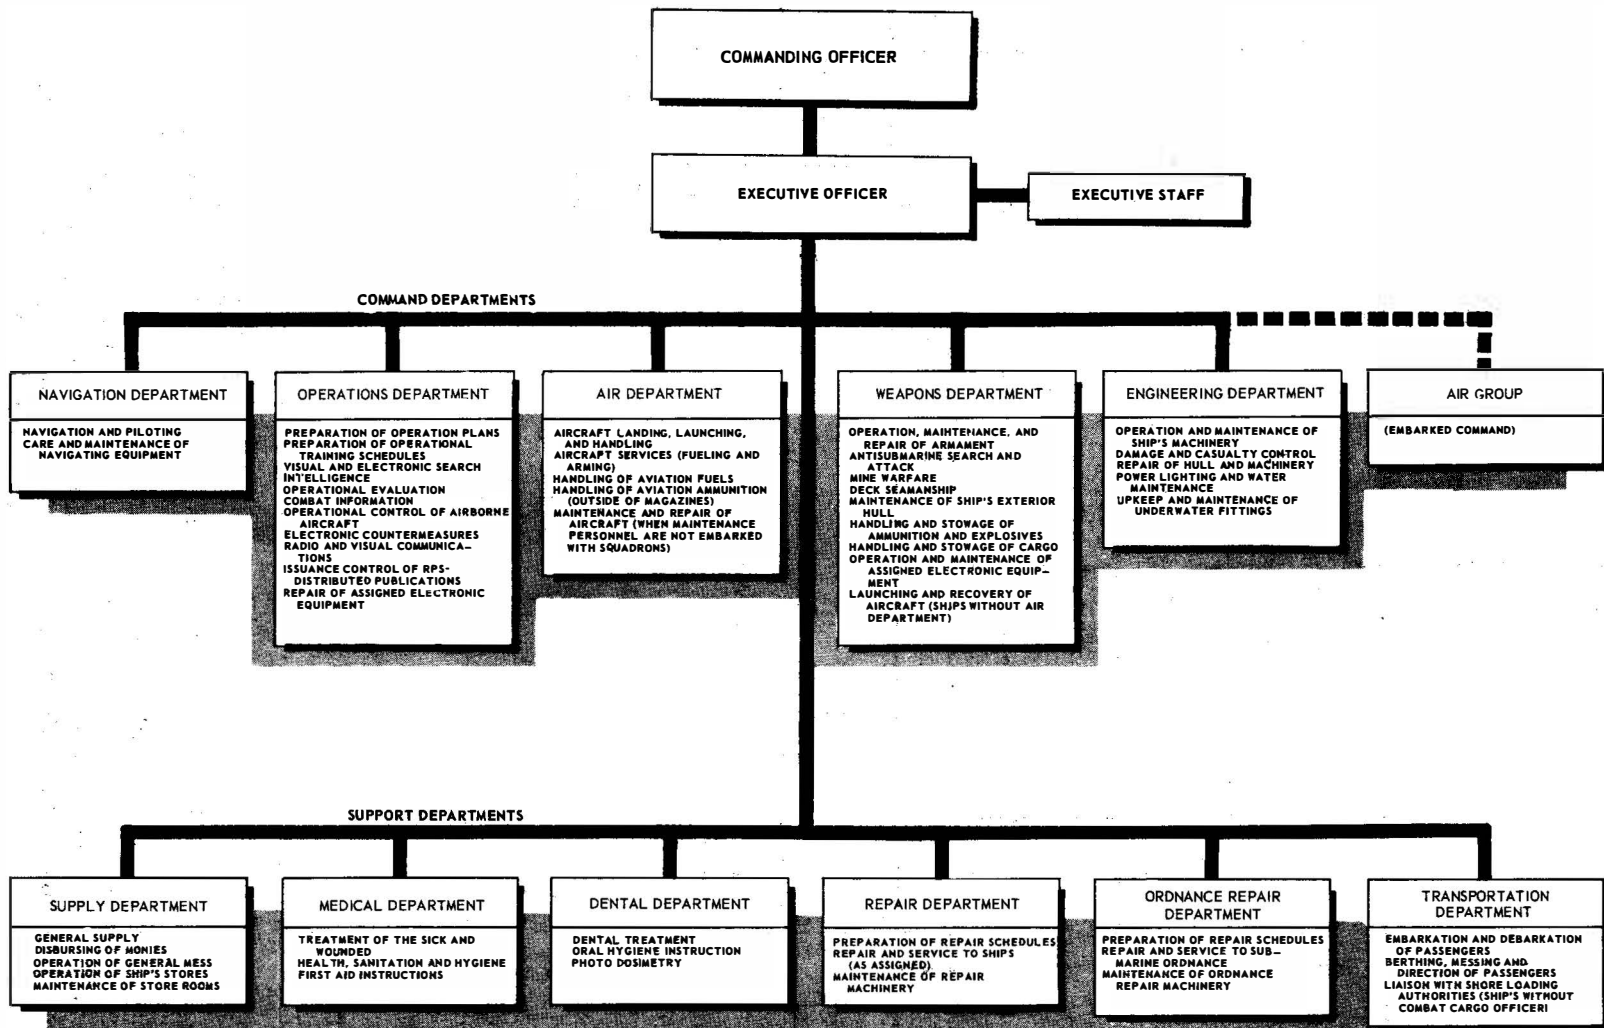 COMMANDING OFFICER
EXECUTIVE OFFICER
EXECUTIVE STAFF
COMMAND DEPARTMENTS
NAVIGATION DEPARTMENT
NAVIGATION AND PILOTING
CARE AND MAINTENANCE OF
NAVIGATING EQUIPMENT
OPERATIONS DEPARTMENT
PREPARATION OF OPERATION PLANS
PREPARATION OF OPERATIONAL
TRAINING SCHEDULES
VISUAL AND ELECTRONIC SEARCH
INTELLIGENCE
OPERATIONAL EVALUATION
COMBAT INFORMATION
OPERATIONAL CONTROL OF AIRBORNE
AIRCRAFT
ELECTRONIC COUNTERMEASURES
RADIO AND VISUAL COMMUNICA-
TIONS
ISSUANCE CONTROL OF RPS-
DISTRIBUTED PUBLICATIONS
REPAIR OF ASSIGNED ELECTRONIC
EQUIPMENT
AIR DEPARTMENT
AIRCRAFT LANDING, LAUNCHING,
AND HANDLING
AIRCRAFT SERVICES (FUELING AND
ARMING)
HANDLING OF AVIATION FUELS
HANDLING OF AVIATION AMMUNITION
(OUTSIDE OF MAGAZINES)
MAINTENANCE AND REPAIR OF
AIRCRAFT (WHEN MAINTENANCE
PERSONNEL ARE NOT EMBARKED
WITH SQUADRONS)
WEAPONS DEPARTMENT
OPERATION, MAINTENANCE, AND
REPAIR OF ARMAMENT
ANTISUBMARINE SEARCH AND
ATTACK
MINE WARFARE
DECK SEAMANSHIP
MAINTENANCE OF SHIP'S EXTERIOR
HULL
HANDLING AND STOWAGE OF
AMMUNITION AND EXPLOSIVES
HANDLING AND STOWAGE OF CARGO
OPERATION AND MAINTENANCE OF
ASSIGNED ELECTRONIC EQUIP-
MENT
LAUNCHING AND RECOVERY OF
AIRCRAFT (SHIPS WITHOUT AIR
DEPARTMENT)
ENGINEERING DEPARTMENT
OPERATION AND MAINTENANCE OF
SHIP'S MACHINERY
DAMAGE AND CASUALTY CONTROL
REPAIR OF HULL AND MACHINERY
POWER LIGHTING AND WATER
MAINTENANCE
UPKEEP AND MAINTENANCE OF
UNDERWATER FITTINGS
AIR GROUP
(EMBARKED COMMAND)
SUPPORT DEPARTMENTS
SUPPLY DEPARTMENT
GENERAL SUPPLY
DISBURSING OF MONIES
OPERATION OF GENERAL MESS
OPERATION OF SHIP'S STORES
MAINTENANCE OF STORE ROOMS
MEDICAL DEPARTMENT
TREATMENT OF THE SICK AND
WOUNDED
HEALTH, SANITATION AND HYGIENE
FIRST AID INSTRUCTIONS
DENTAL DEPARTMENT
DENTAL TREATMENT
ORAL HYGIENE INSTRUCTION
PHOTO DOSIMETRY
REPAIR DEPARTMENT
PREPARATION OF REPAIR SCHEDULES
REPAIR AND SERVICE TO SHIPS
(AS ASSIGNED)
MAINTENANCE OF REPAIR
MACHINERY
ORDNANCE REPAIR
DEPARTMENT
PREPARATION OF REPAIR SCHEDULES
REPAIR AND SERVICE TO SUB-
MARINE ORDNANCE
MAINTENANCE OF ORDNANCE
REPAIR MACHINERY
TRANSPORTATION
DEPARTMENT
EMBARKATION AND DEBARKATION
OF PASSENGERS
BERTHING, MESSING AND
DIRECTION OF PASSENGERS
LIAISON WITH SHORE LOADING
AUTHORITIES (SHIP'S WITHOUT
COMBAT CARGO OFFICER)